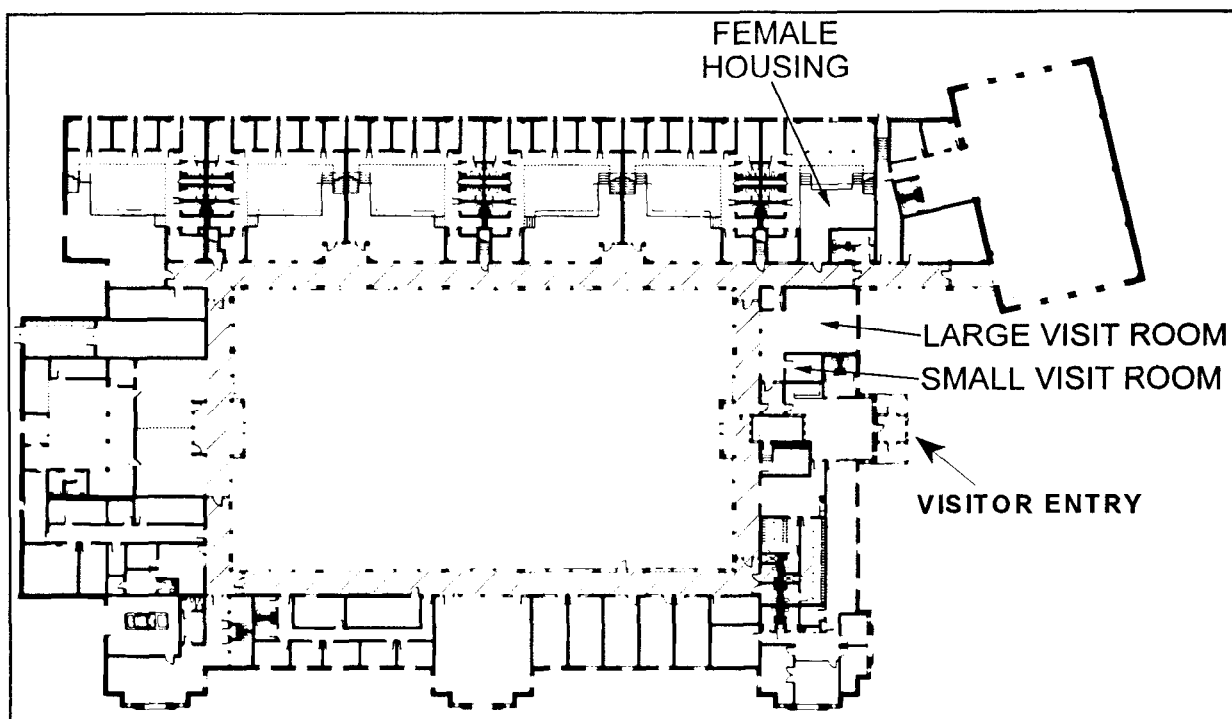 FEMALE
HOUSING
LARGE VISIT ROOM
SMALL VISIT ROOM
VISITOR ENTRY